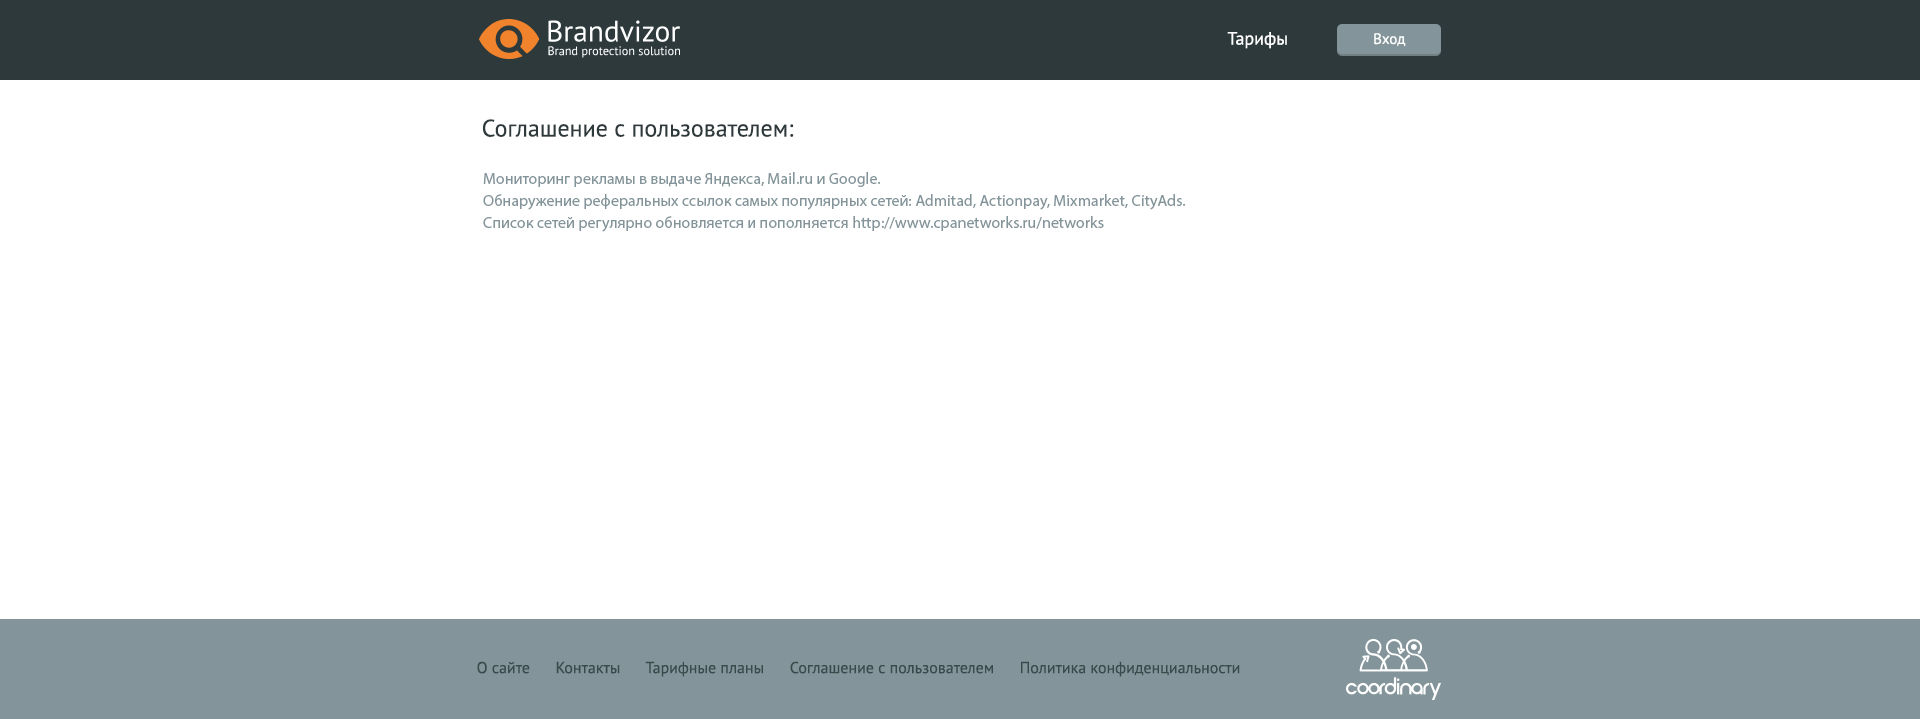 Brandvizor
Brand protection solution
Тарифы
Вход
Соглашение с пользователем:
Мониторинг рекламы в выдаче Яндекса, Mail.ru и Google.
Обнаружение реферальных ссылок самых популярных сетей: Admitad, Actionpay, Mixmarket, CityAds.
Список сетей регулярно обновляется и пополняется http://www.cpanetworks.ru/networks
О сайте
Контакты
Тарифные планы
Соглашение с пользователем
Политика конфиденциальности
coordinary